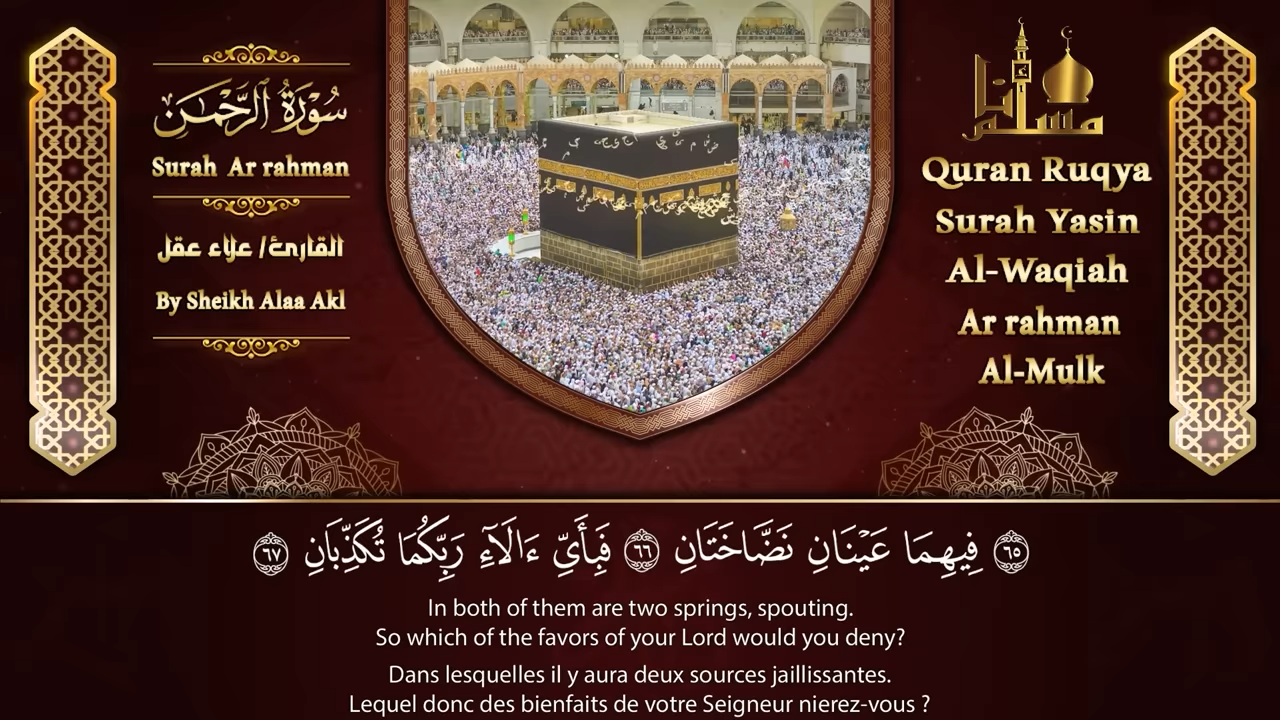 سُورَةُ الرَّحْمَٰن
Surah Ar rahman
القارئ/ علاء عقل
By Sheikh Alaa Akl
أنا
مسلم
Quran Ruqya
Surah Yasin
Al-Waqiah
Ar rahman
Al-Mulk
٦٥ فِيهِمَا عَيْنَانِ نَضَّاخَتَانِ ٦٦ فَبِأَيِّ ءَالَآءِ رَبِّكُمَا تُكَذِّبَانِ ٦٧
In both of them are two springs, spouting.
So which of the favors of your Lord would you deny?
Dans lesquelles il y aura deux sources jaillissantes.
Lequel donc des bienfaits de votre Seigneur nierez-vous ?